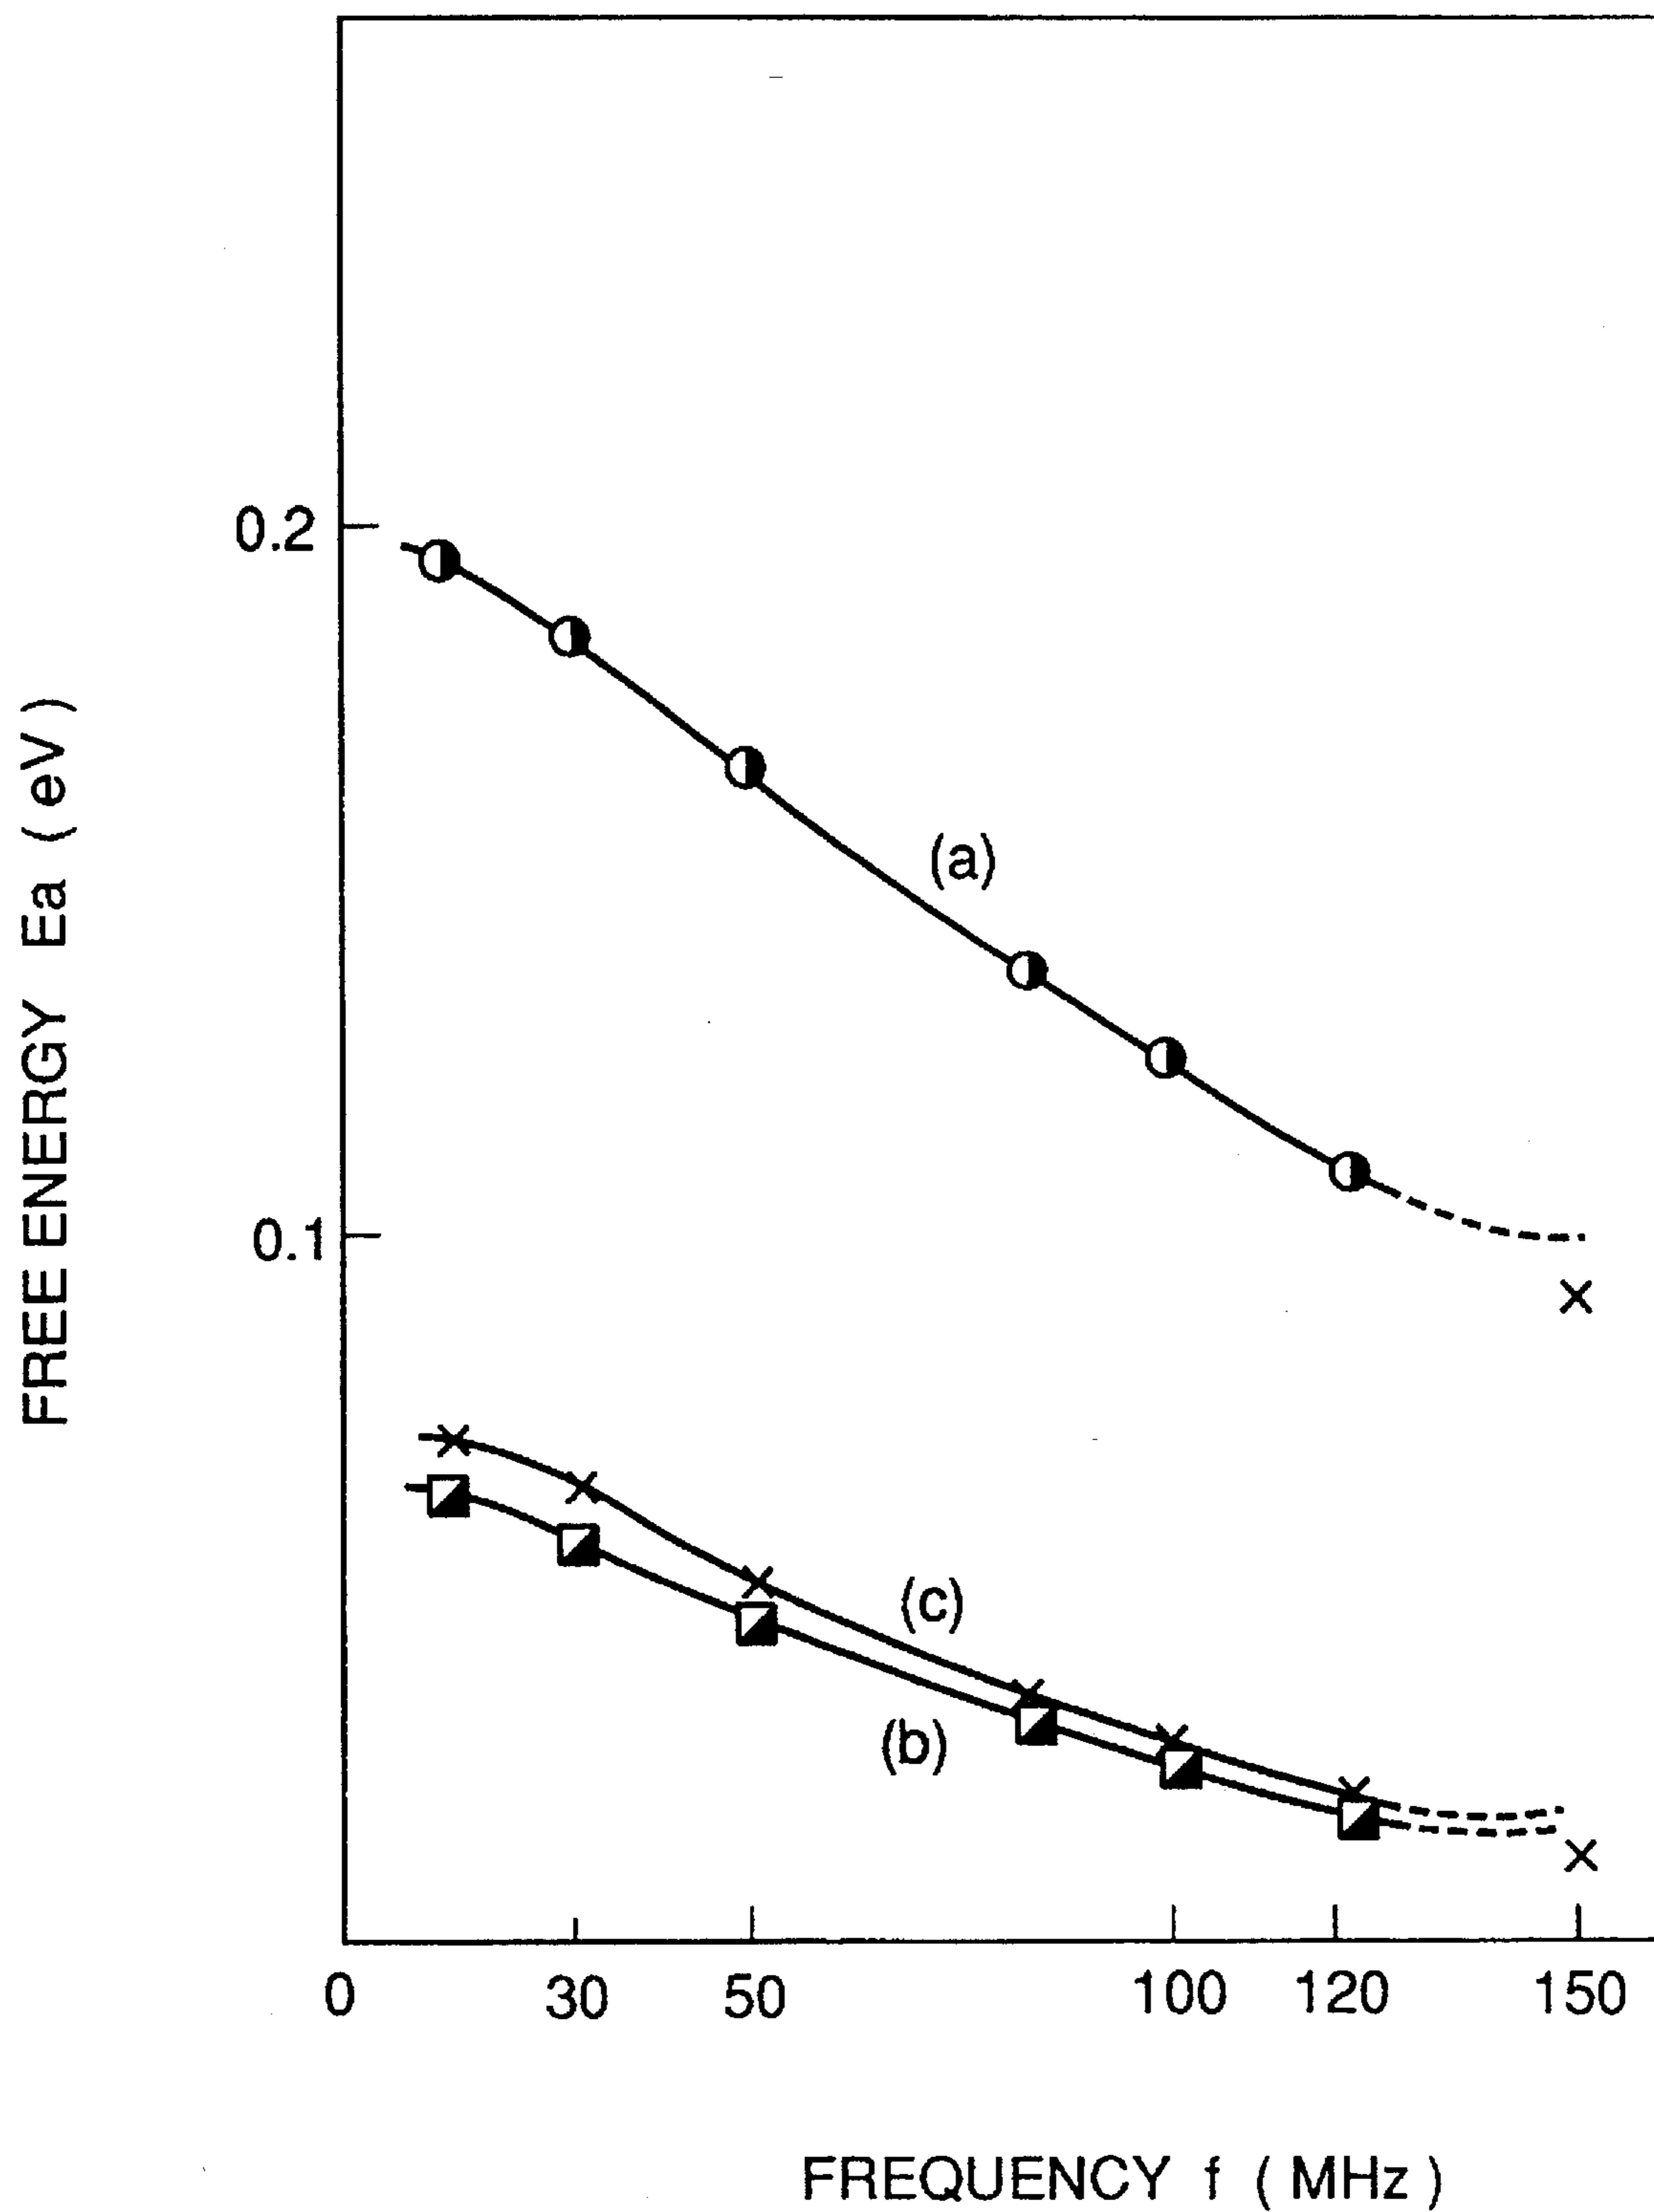 FREE ENERGY Ea ( eV )
0.2
0.1
(a)
(c)
(b)
0 30 50 100 120 150
FREQUENCY f ( MHz )